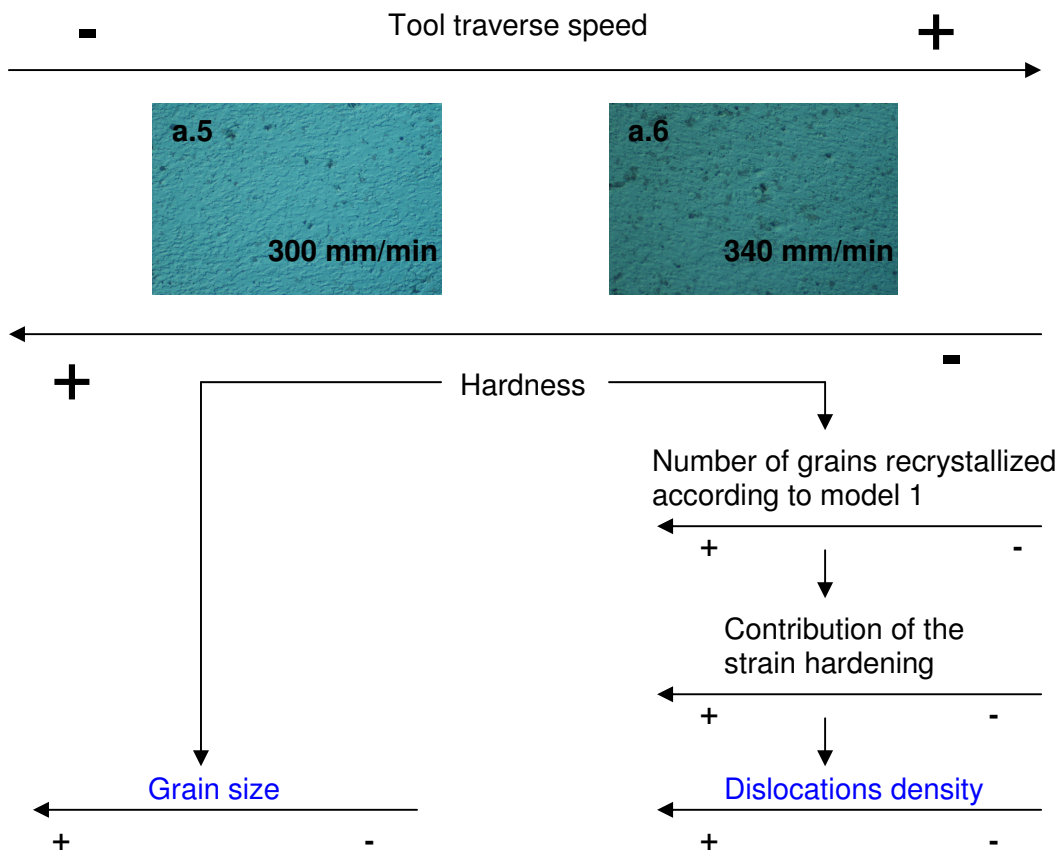 - Tool traverse speed +
a.5 a.6
300 mm/min 340 mm/min
+ -
Hardness
Number of grains recrystallized
according to model 1
+ -
Contribution of the
strain hardening
+ -
Grain size Dislocations density
+ - + -